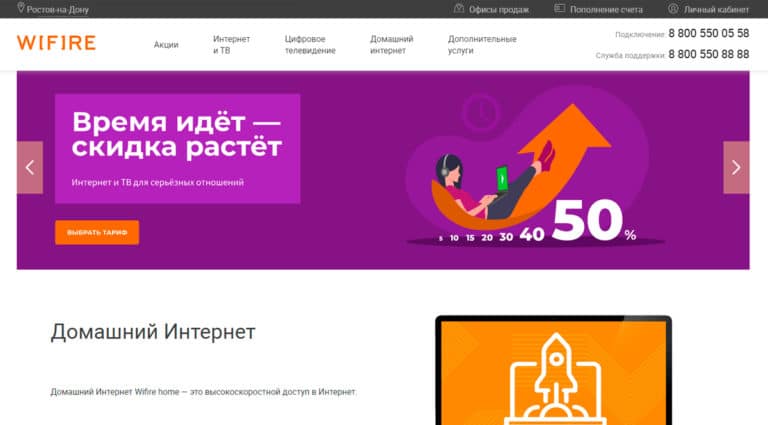 Ростов-на-Дону
Офисы продаж
Пополнение счета
Личный кабинет
WIFIRE
Акции
Интернет
и ТВ
Цифровое
телевидение
Домашний
интернет
Дополнительные
услуги
Подключение: 8 800 550 05 58
Служба поддержки: 8 800 550 88 88
Время идёт —
скидка растёт
Интернет и ТВ для серьёзных отношений
ВЫБРАТЬ ТАРИФ
5 10 15 20 30 40 50 %
Домашний Интернет
Домашний Интернет Wifire home — это высокоскоростной доступ в Интернет.